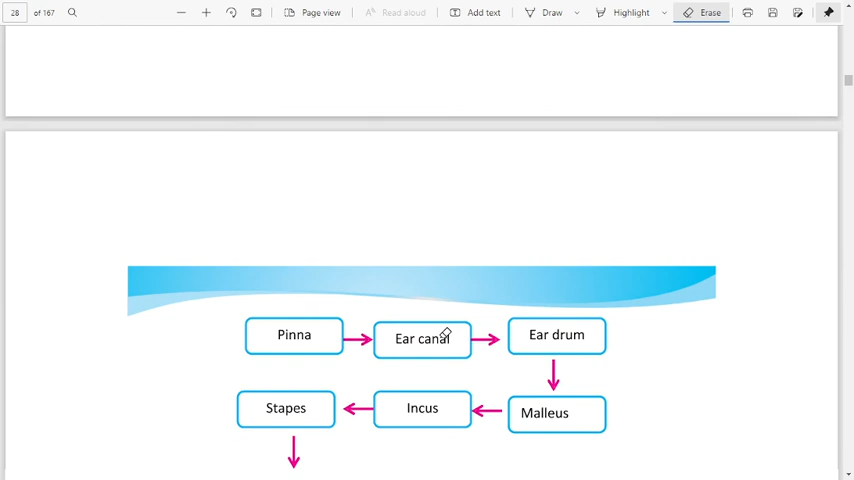 28 of 167 Page view Read aloud Add text Draw Highlight Erase
Pinna Ear canal Ear drum
Stapes Incus Malleus